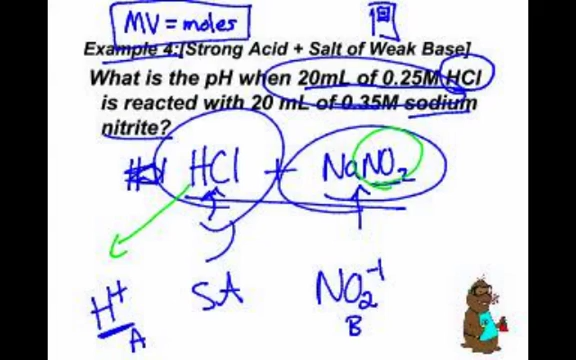 MV = moles
Example 4:[Strong Acid + Salt of Weak Base]
What is the pH when 20mL of 0.25M HCl
is reacted with 20 mL of 0.35M sodium
nitrite?
HCl + NaNO₂
H⁺ SA NO₂⁻¹
A B